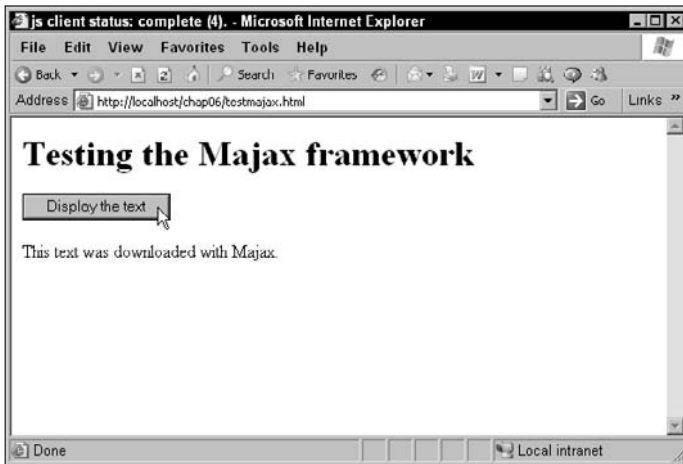 js client status: complete (4). - Microsoft Internet Explorer
File Edit View Favorites Tools Help
Back Search Favorites W
Address http://localhost/chap06/testmajax.html Go Links »
Testing the Majax framework
Display the text
This text was downloaded with Majax.
Done Local intranet